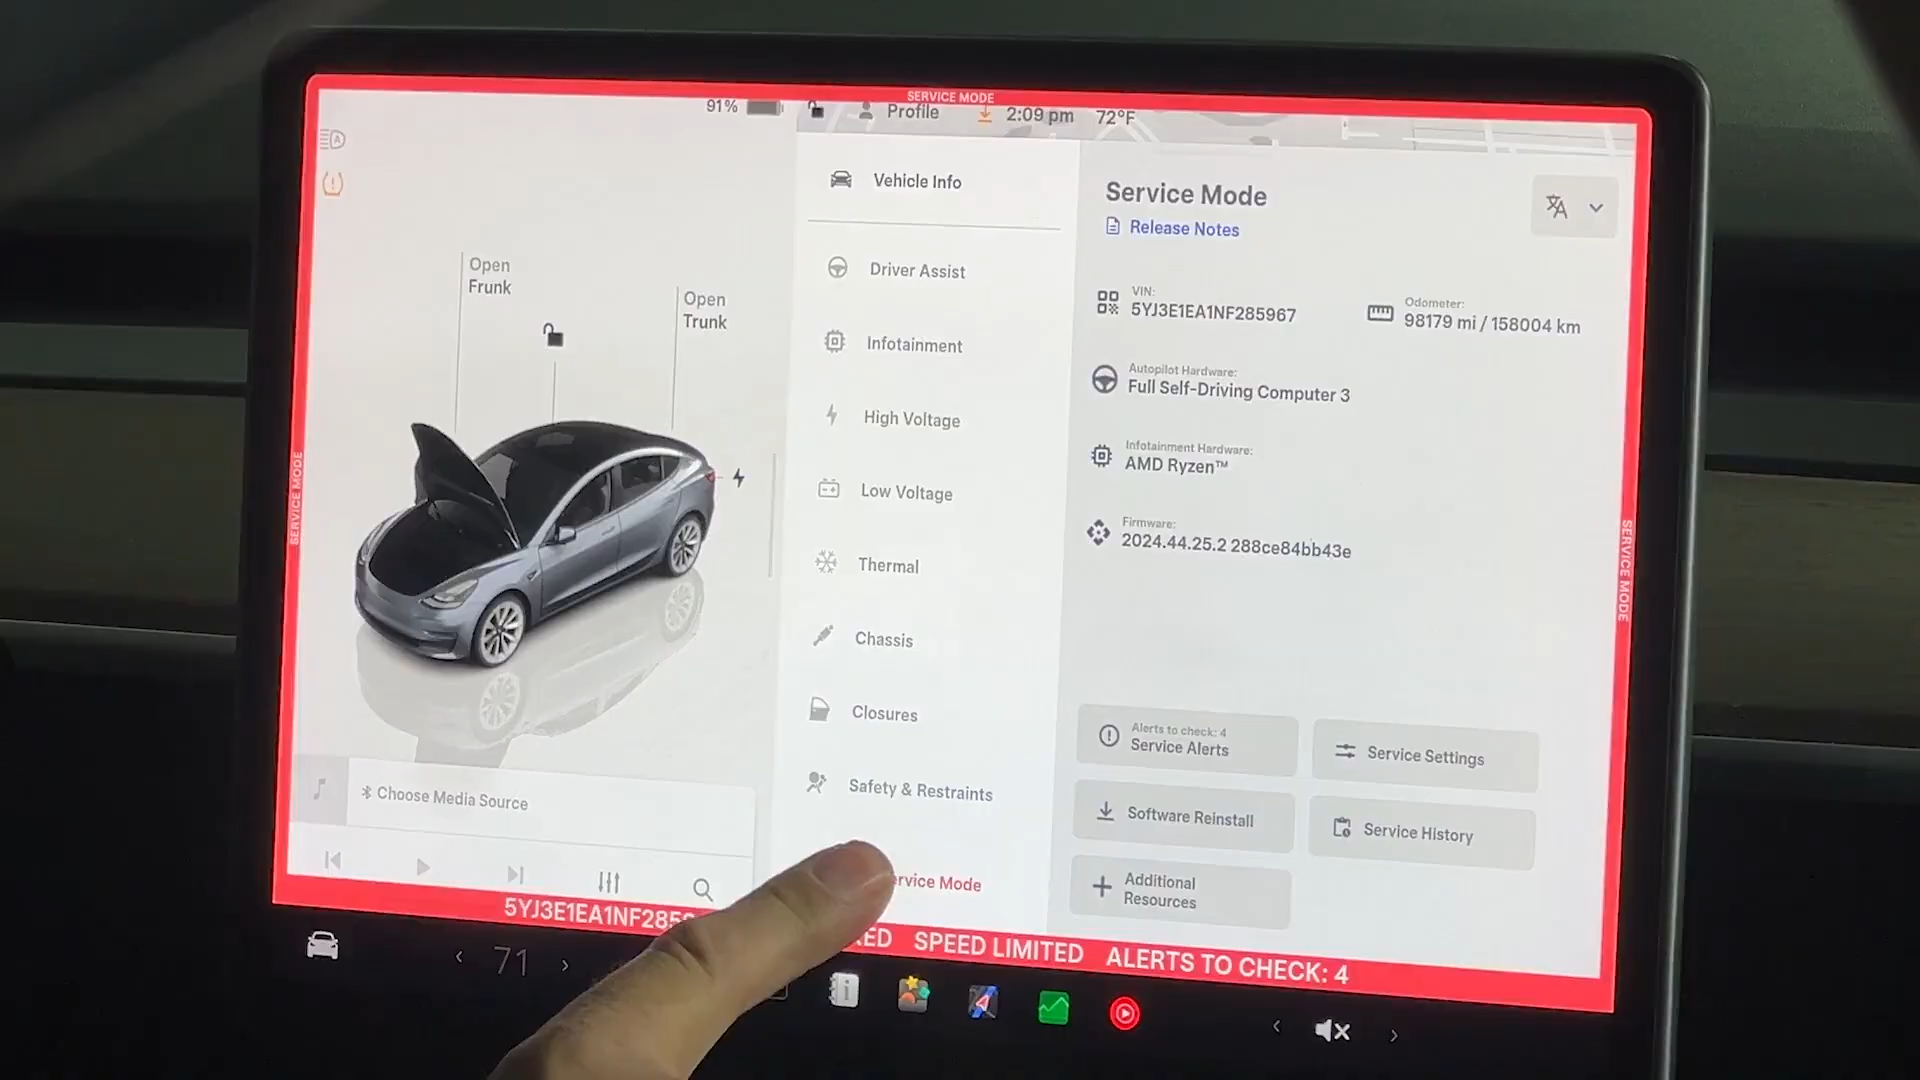 SERVICE MODE
91%
Profile
2:09 pm
72°F
Open
Frunk
Open
Trunk
SERVICE MODE
Choose Media Source
Vehicle Info
Driver Assist
Infotainment
High Voltage
Low Voltage
Thermal
Chassis
Closures
Safety & Restraints
Mode
Service Mode
Release Notes
VIN:
5YJ3E1EA1NF285967
Odometer:
98179 mi / 158004 km
Autopilot Hardware:
Full Self-Driving Computer 3
Infotainment Hardware:
AMD Ryzen™
Firmware:
2024.44.25.2 288ce84bb43e
Alerts to check: 4
Service Alerts
Service Settings
Software Reinstall
Service History
Additional
Resources
SERVICE MODE
SPEED LIMITED ALERTS TO CHECK: 4
71